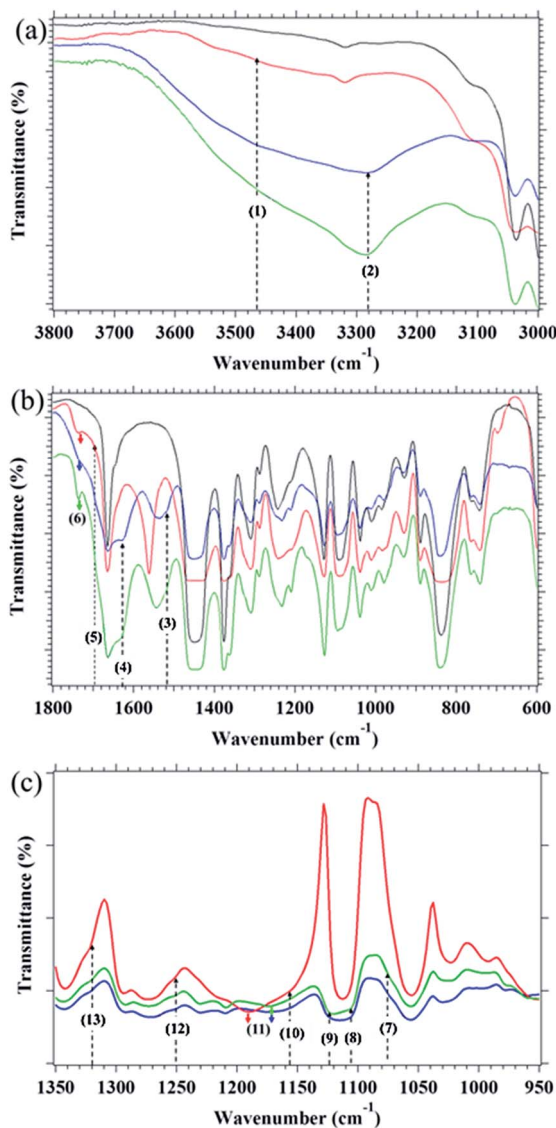 (a)
Transmittance (%)
(1)
(2)
3800 3700 3600 3500 3400 3300 3200 3100 3000
Wavenumber (cm⁻¹)
(b)
Transmittance (%)
(6)
(5)
(4)
(3)
1800 1600 1400 1200 1000 800 600
Wavenumber (cm⁻¹)
(c)
Transmittance (%)
(13)
(12)
(11)
(10)
(9)
(8)
(7)
1350 1300 1250 1200 1150 1100 1050 1000 950
Wavenumber (cm⁻¹)